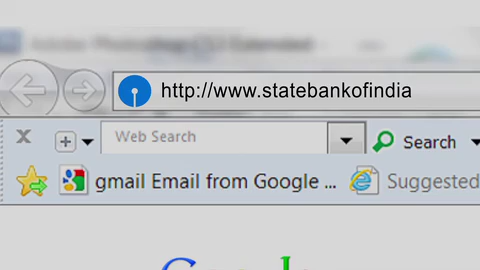 http://www.statebankofindia
Web Search
Search
gmail Email from Google ...
Suggested